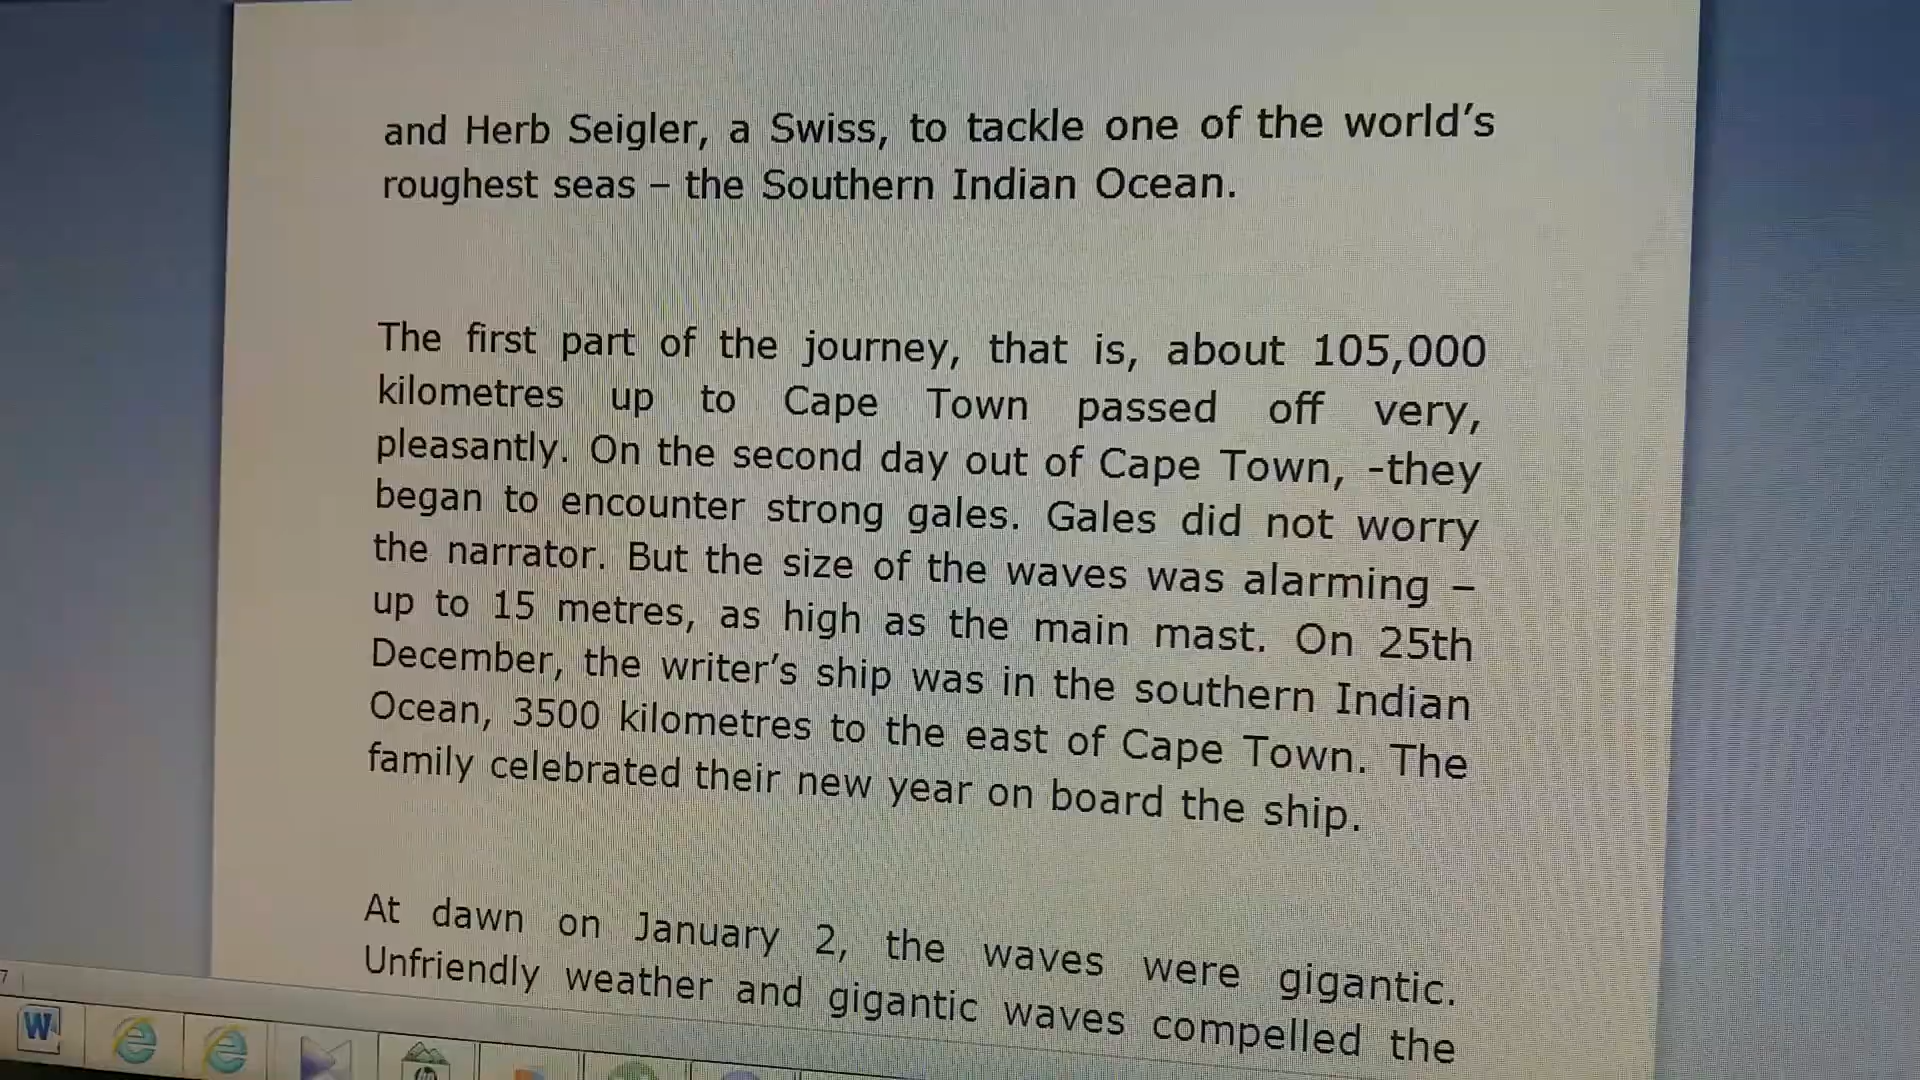 and Herb Seigler, a Swiss, to tackle one of the world's
roughest seas – the Southern Indian Ocean.
The first part of the journey, that is, about 105,000
kilometres up to Cape Town passed off very,
pleasantly. On the second day out of Cape Town, -they
began to encounter strong gales. Gales did not worry
the narrator. But the size of the waves was alarming –
up to 15 metres, as high as the main mast. On 25th
December, the writer's ship was in the southern Indian
Ocean, 3500 kilometres to the east of Cape Town. The
family celebrated their new year on board the ship.
At dawn on January 2, the waves were gigantic.
Unfriendly weather and gigantic waves compelled the
7
W
hp